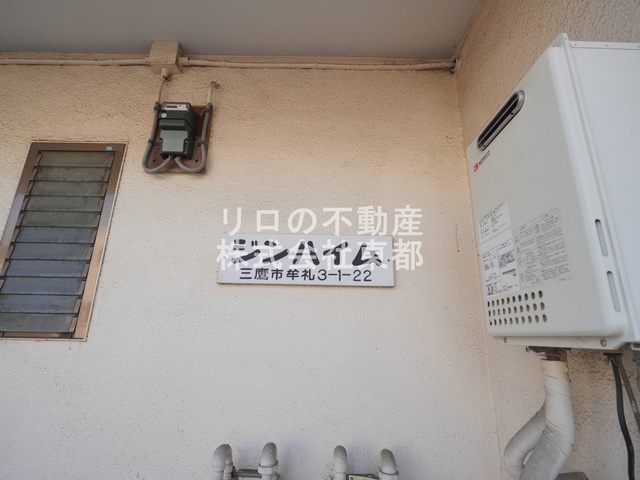 リロの不動産
ジンハイム
株式会社東都
三鷹市牟礼3-1-22
NORITZ